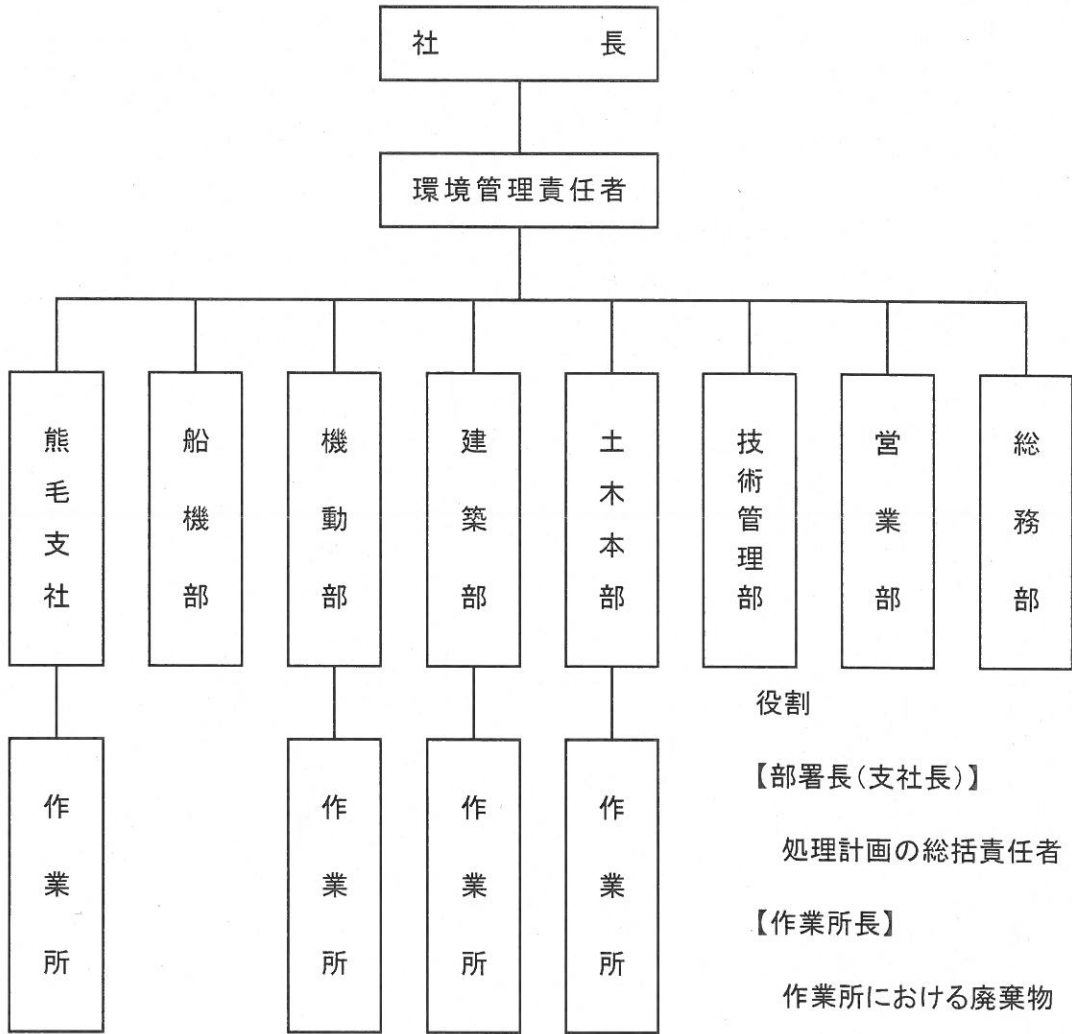 社長
環境管理責任者
熊毛支社
船機部
機動部
建築部
土木本部
技術管理部
営業部
総務部
作業所
作業所
作業所
作業所
役割
【部署長(支社長)】
処理計画の総括責任者
【作業所長】
作業所における廃棄物